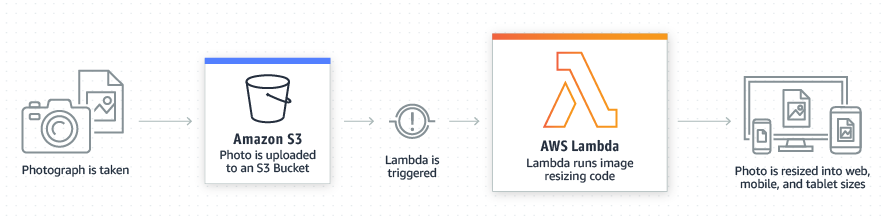 Photograph is taken
Amazon S3
Photo is uploaded
to an S3 Bucket
Lambda is
triggered
AWS Lambda
Lambda runs image
resizing code
Photo is resized into web,
mobile, and tablet sizes